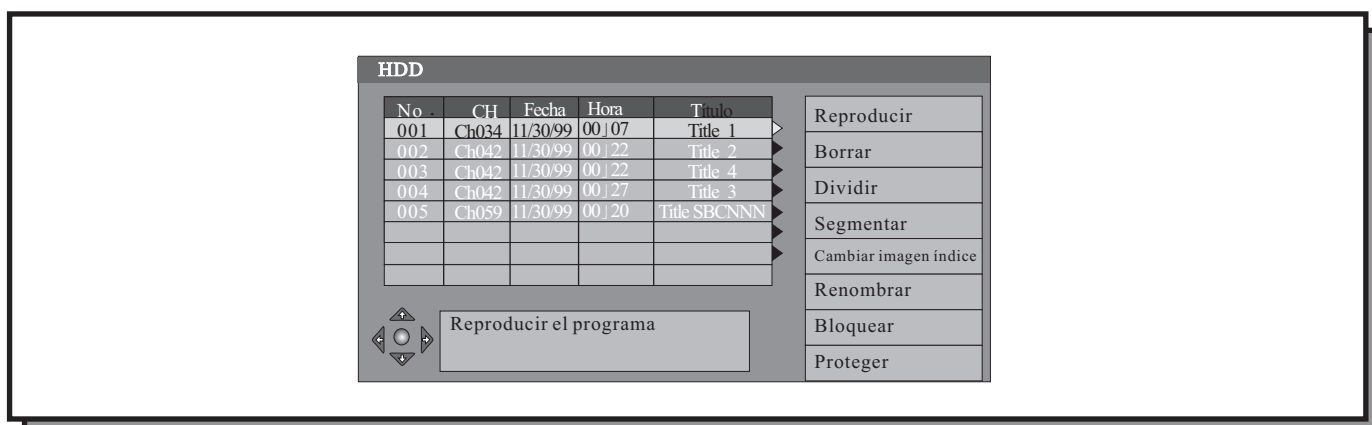 HDD
No . CH Fecha Hora Título
001 Ch034 11/30/99 00｣07 Title 1
002 Ch042 11/30/99 00｣22 Title 2
003 Ch042 11/30/99 00｣22 Title 4
004 Ch042 11/30/99 00｣27 Title 3
005 Ch059 11/30/99 00｣20 Title SBCNNN
Reproducir
Borrar
Dividir
Segmentar
Cambiar imagen índice
Renombrar
Bloquear
Proteger
Reproducir el programa